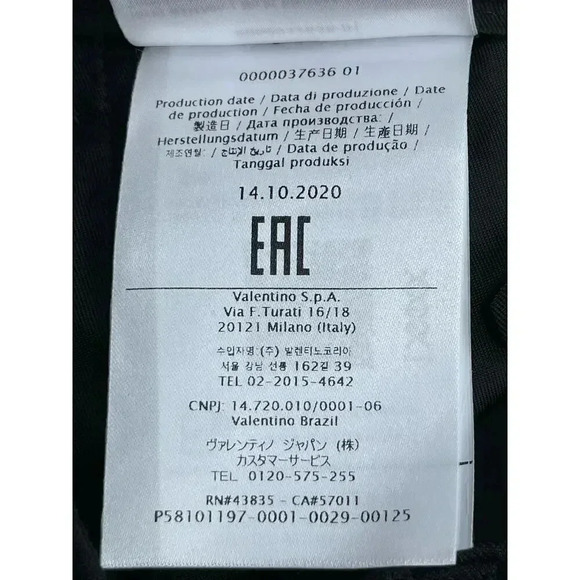 0000037636 01
Production date / Data di produzione / Date
de production / Fecha de producción /
製造日 / Дата производства: /
Herstellungsdatum / 生产日期 / 生產日期 /
제조연월: / تاريخ الإنتاج / Data de produção /
Tanggal produksi
14.10.2020
EAC
Valentino S.p.A.
Via F.Turati 16/18
20121 Milano (Italy)
수입자명:(주) 발렌티노코리아
서울 강남 선릉 162길 39
TEL 02-2015-4642
CNPJ: 14.720.010/0001-06
Valentino Brazil
ヴァレンティノ ジャパン (株)
カスタマーサービス
TEL 0120-575-255
RN#43835 - CA#57011
P58101197-0001-0029-00125